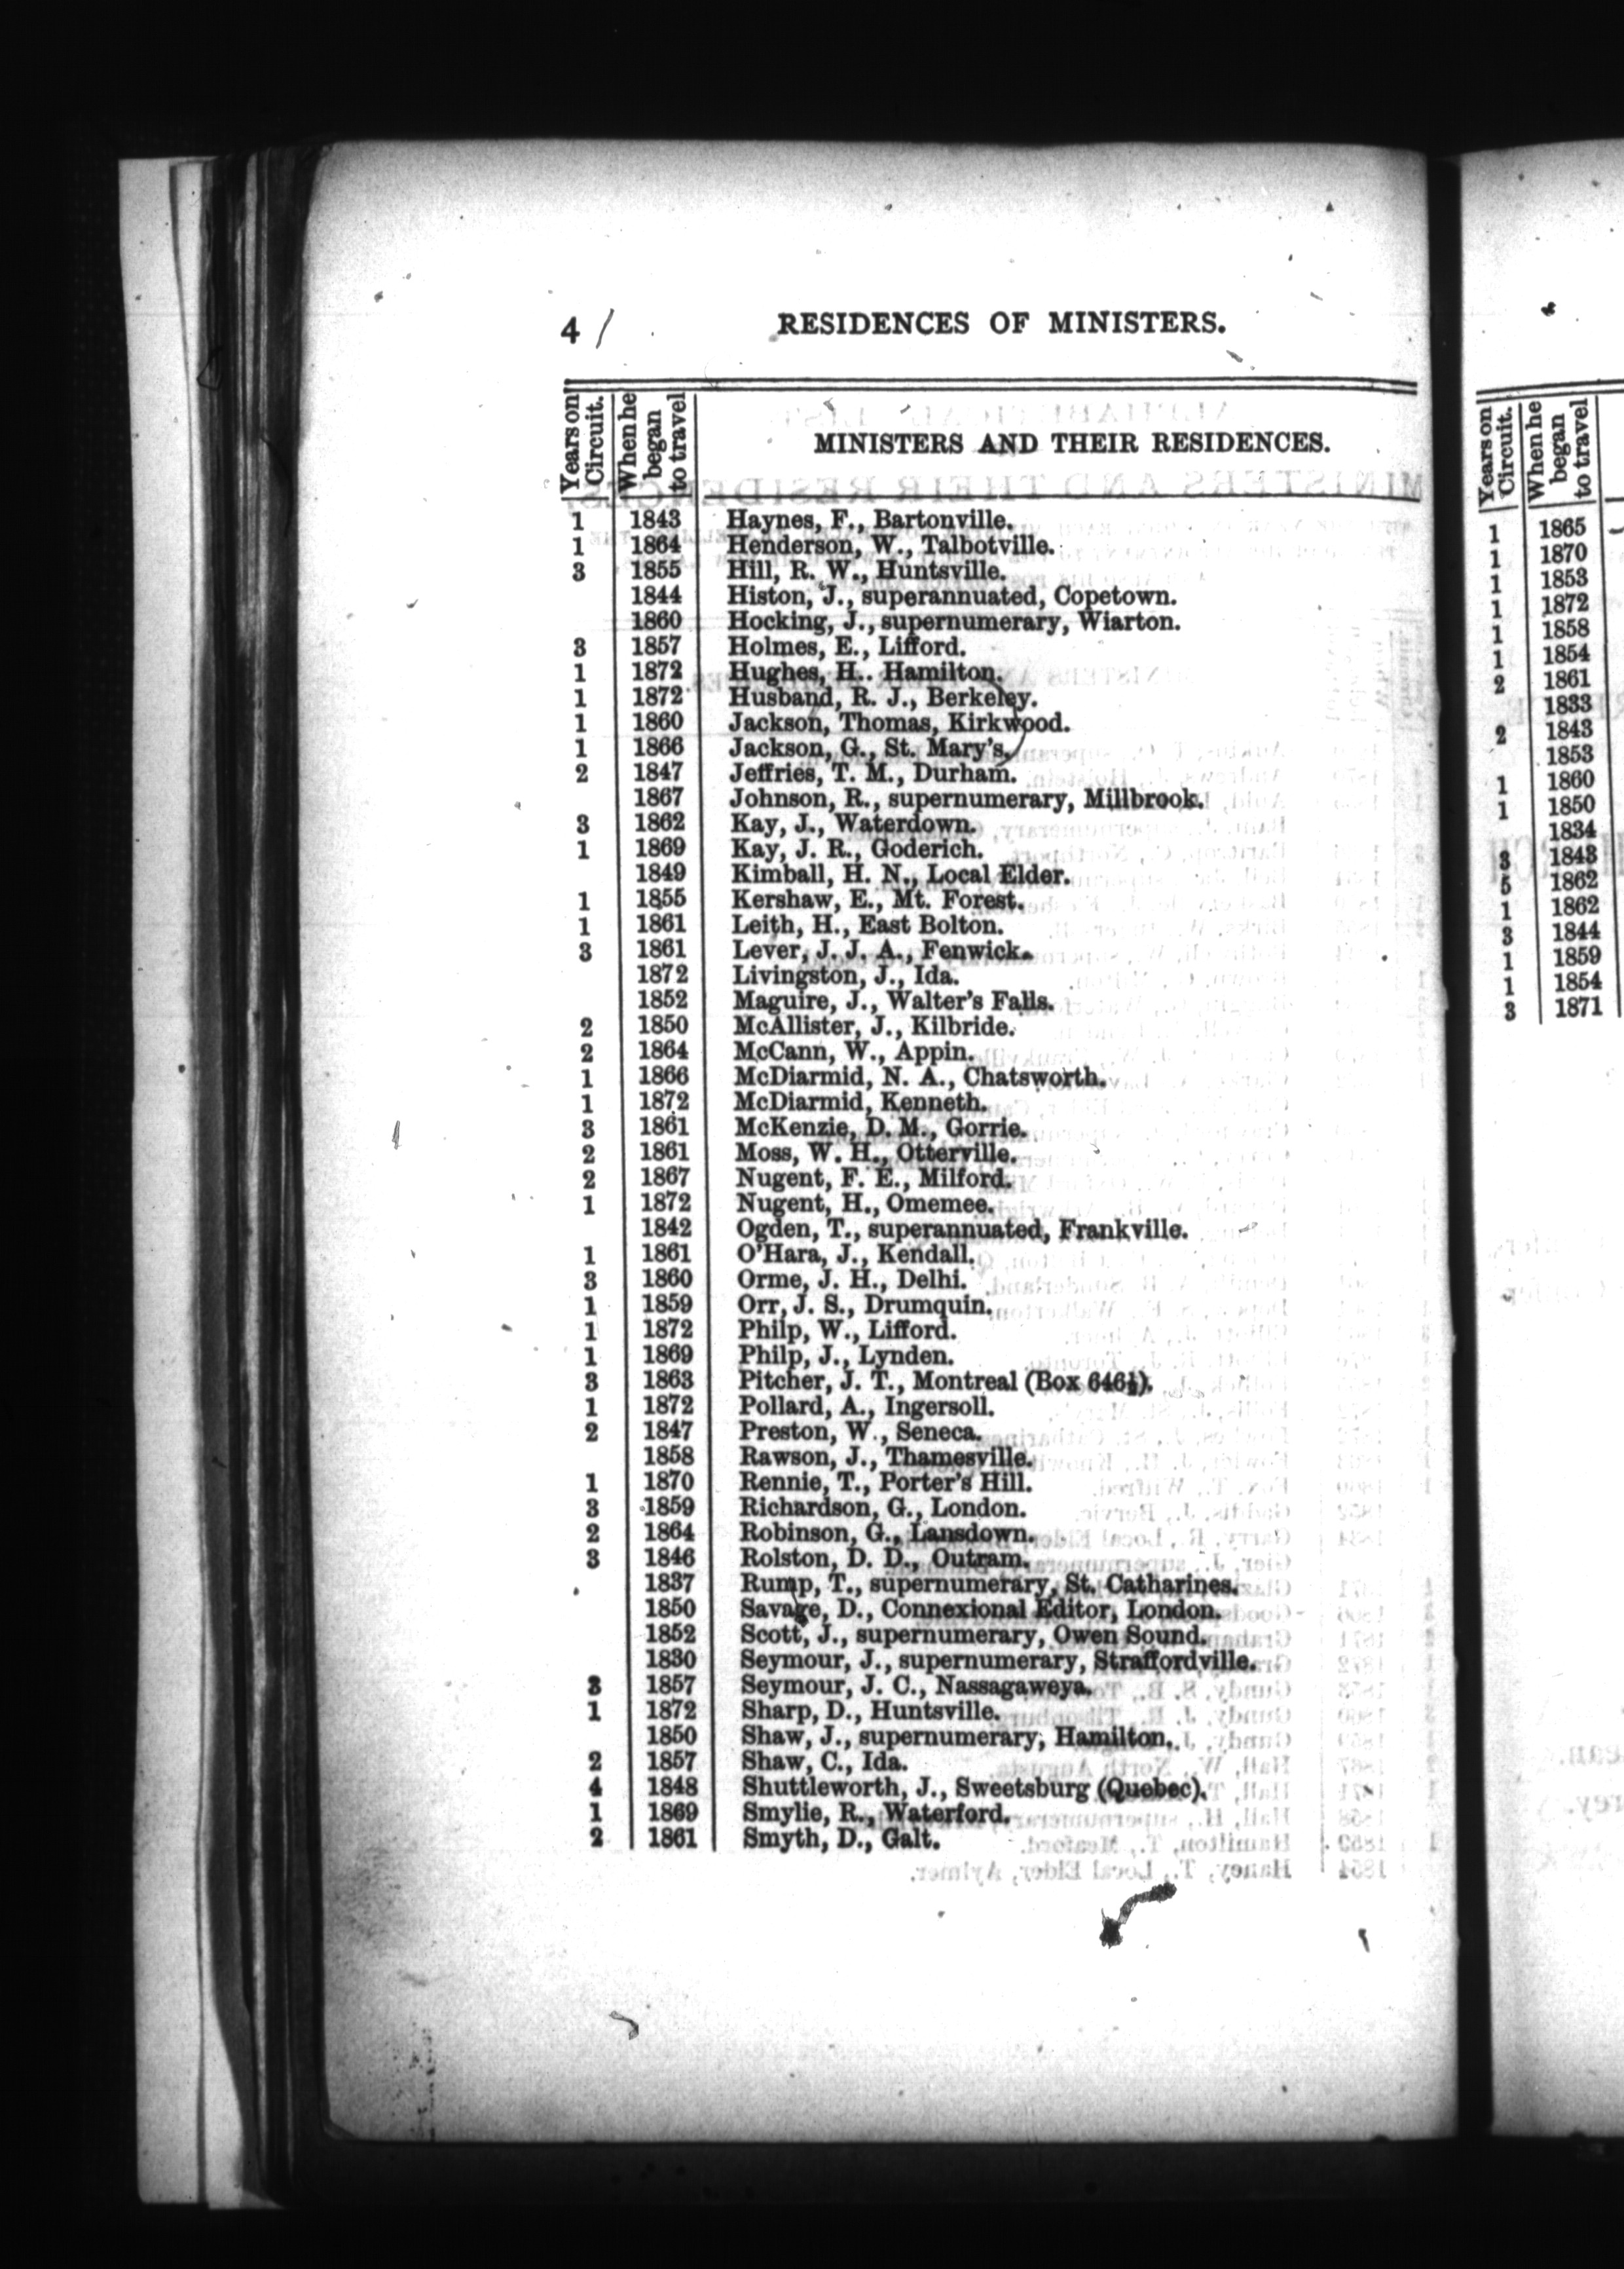 4 RESIDENCES OF MINISTERS.
Years on Circuit. When he began to travel MINISTERS AND THEIR RESIDENCES.
1 1843 Haynes, F., Bartonville.
1 1864 Henderson, W., Talbotville.
3 1855 Hill, R. W., Huntsville.
1844 Histon, J., superannuated, Copetown.
1860 Hocking, J., supernumerary, Wiarton.
3 1857 Holmes, E., Lifford.
1 1872 Hughes, H.. Hamilton.
1 1872 Husband, R. J., Berkeley.
1 1860 Jackson, Thomas, Kirkwood.
1 1866 Jackson, G., St. Mary's.
2 1847 Jeffries, T. M., Durham.
1867 Johnson, R., supernumerary, Millbrook.
3 1862 Kay, J., Waterdown.
1 1869 Kay, J. R., Goderich.
1849 Kimball, H. N., Local Elder.
1 1855 Kershaw, E., Mt. Forest.
1 1861 Leith, H., East Bolton.
3 1861 Lever, J. J. A., Fenwick.
1872 Livingston, J., Ida.
1852 Maguire, J., Walter's Falls.
2 1850 McAllister, J., Kilbride.
2 1864 McCann, W., Appin.
1 1866 McDiarmid, N. A., Chatsworth.
1 1872 McDiarmid, Kenneth.
3 1861 McKenzie, D. M., Gorrie.
2 1861 Moss, W. H., Otterville.
2 1867 Nugent, F. E., Milford.
1 1872 Nugent, H., Omemee.
1842 Ogden, T., superannuated, Frankville.
1 1861 O'Hara, J., Kendall.
3 1860 Orme, J. H., Delhi.
1 1859 Orr, J. S., Drumquin.
1 1872 Philp, W., Lifford.
1 1869 Philp, J., Lynden.
3 1863 Pitcher, J. T., Montreal (Box 646½).
1 1872 Pollard, A., Ingersoll.
2 1847 Preston, W., Seneca.
1858 Rawson, J., Thamesville.
1 1870 Rennie, T., Porter's Hill.
3 1859 Richardson, G., London.
2 1864 Robinson, G., Lansdown.
3 1846 Rolston, D. D., Outram.
1837 Rump, T., supernumerary, St. Catharines.
1850 Savage, D., Connexional Editor, London.
1852 Scott, J., supernumerary, Owen Sound.
1830 Seymour, J., supernumerary, Straffordville.
3 1857 Seymour, J. C., Nassagaweya.
1 1872 Sharp, D., Huntsville.
1850 Shaw, J., supernumerary, Hamilton.
2 1857 Shaw, C., Ida.
4 1848 Shuttleworth, J., Sweetsburg (Quebec).
1 1869 Smylie, R., Waterford.
2 1861 Smyth, D., Galt.
Years on Circuit. When he began to travel
1 1865
1 1870
1 1853
1 1872
1 1858
1 1854
2 1861
1833
2 1843
1853
1 1860
1 1850
1834
3 1843
5 1862
1 1862
3 1844
1 1859
1 1854
3 1871